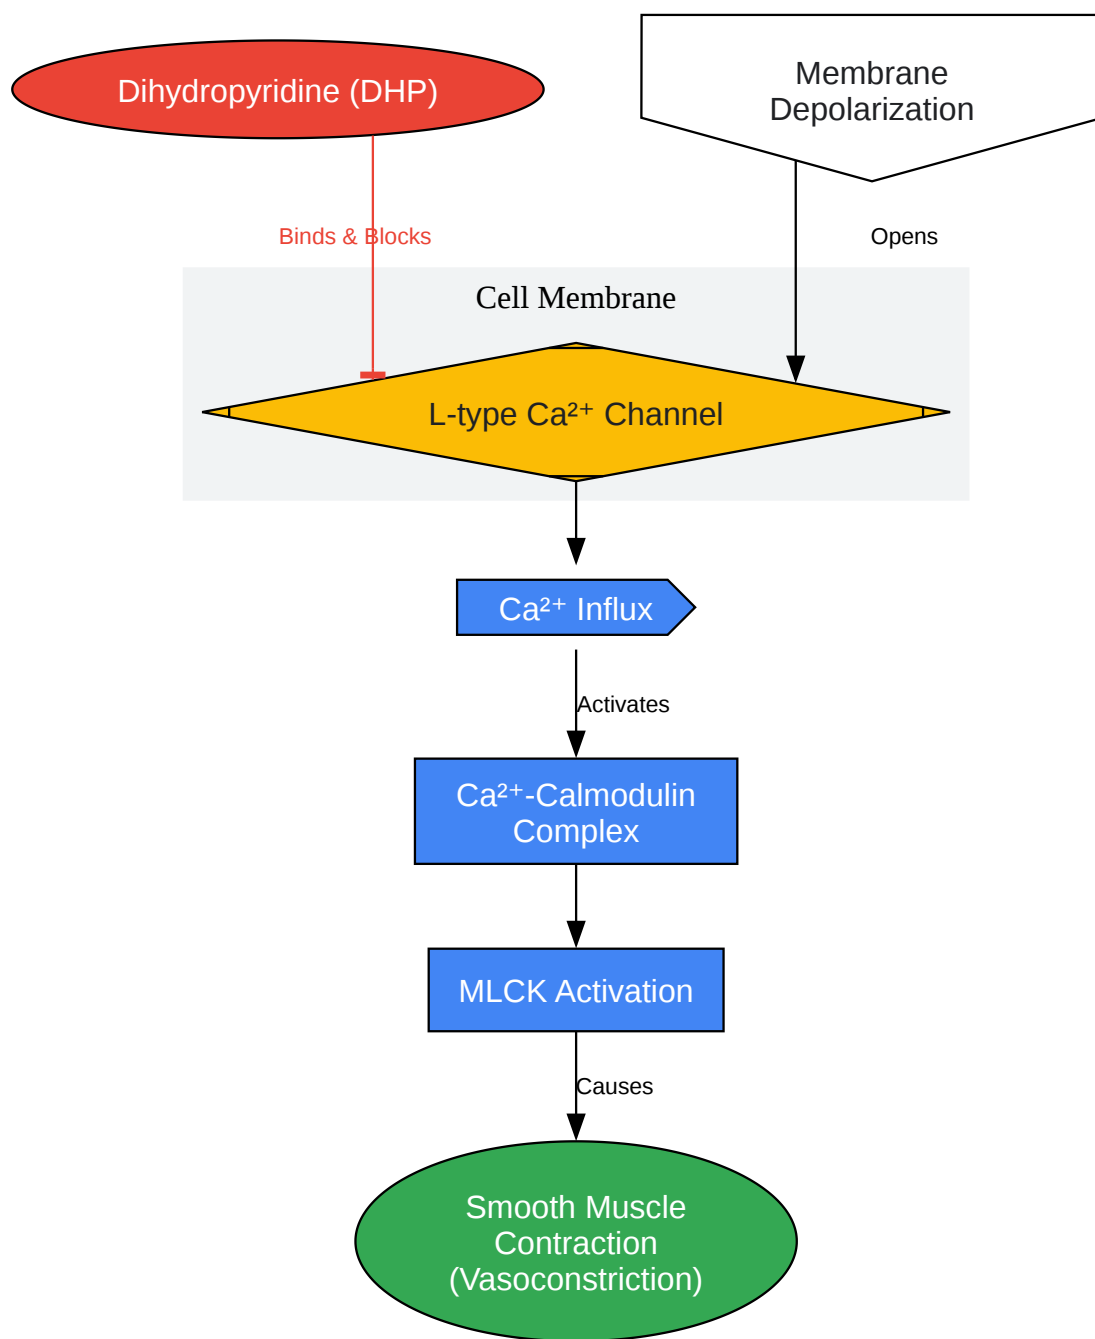 Dihydropyridine (DHP)
Membrane
Depolarization
Binds & Blocks
Opens
Cell Membrane
L-type Ca²⁺ Channel
Ca²⁺ Influx
Activates
Ca²⁺-Calmodulin
Complex
MLCK Activation
Causes
Smooth Muscle
Contraction
(Vasoconstriction)